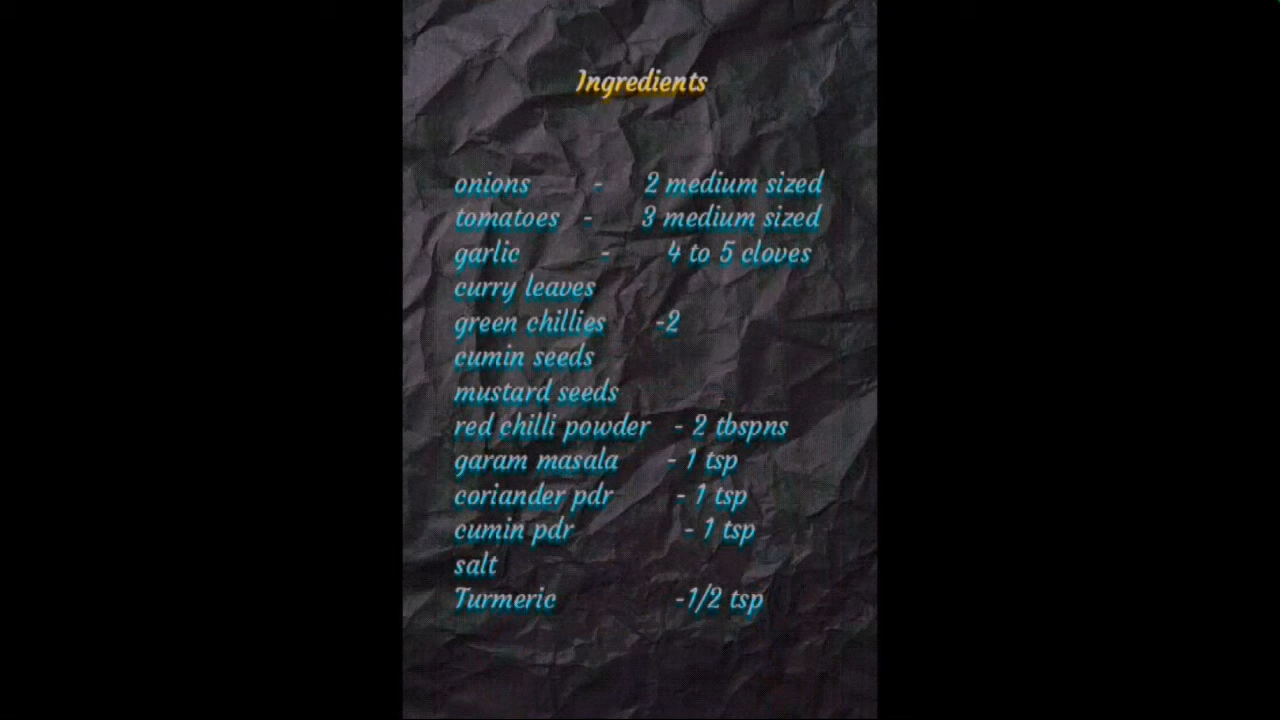 Ingredients
onions - 2 medium sized
tomatoes - 3 medium sized
garlic - 4 to 5 cloves
curry leaves
green chillies -2
cumin seeds
mustard seeds
red chilli powder - 2 tbspns
garam masala - 1 tsp
coriander pdr - 1 tsp
cumin pdr - 1 tsp
salt
Turmeric -1/2 tsp